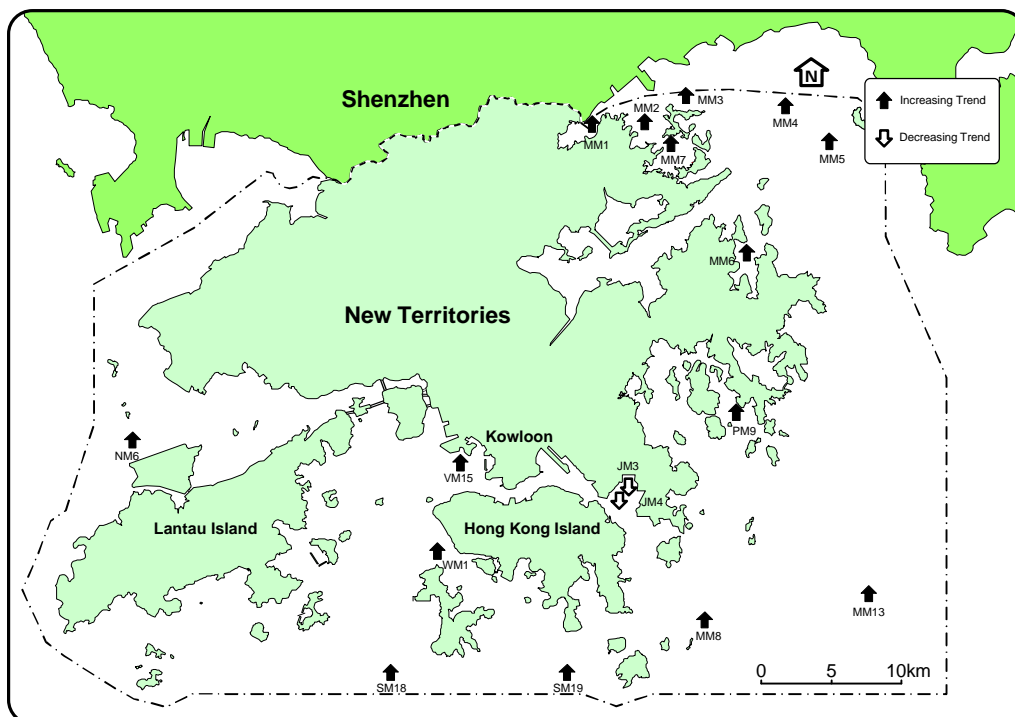 N
Shenzhen
Increasing Trend
Decreasing Trend
MM3
MM2
MM4
MM1
MM5
MM7
MM6
New Territories
PM9
Kowloon
NM6
VM15
JM3
JM4
Lantau Island
Hong Kong Island
WM1
MM13
MM8
SM18
SM19
0 5 10km